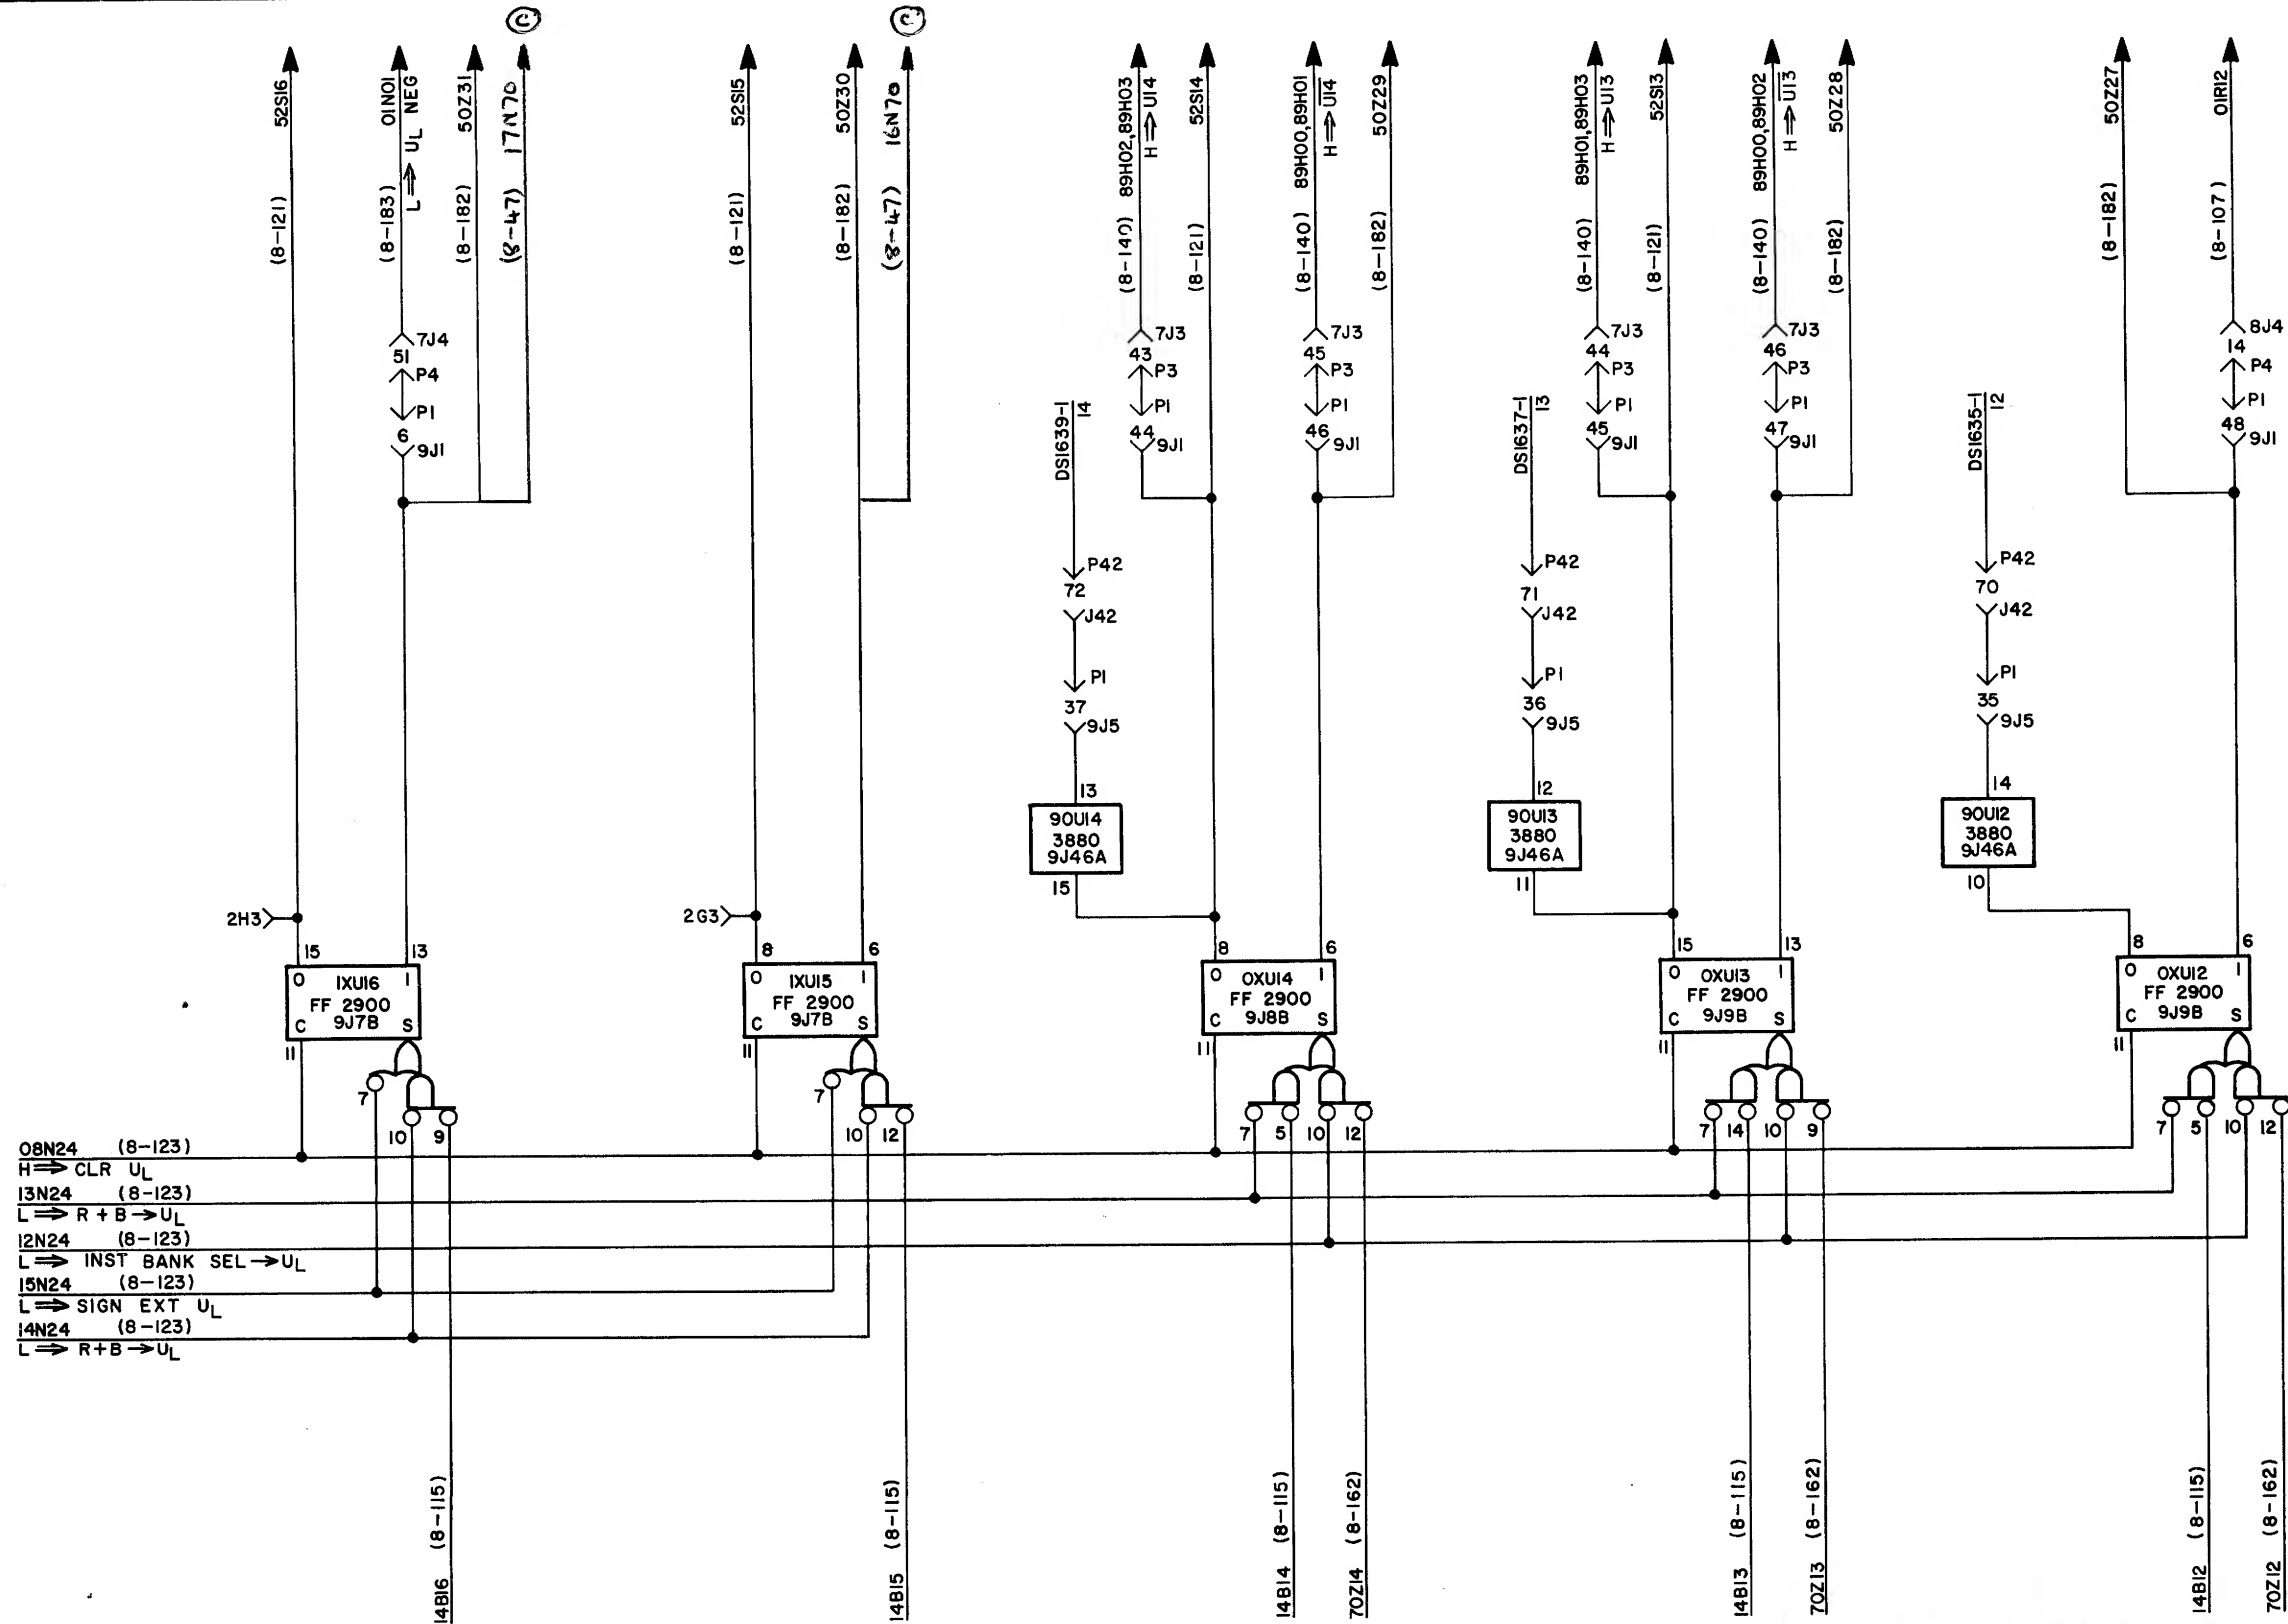 C
C
52S16
(8-121)
01N01
L ⇒ UL NEG
(8-183)
50Z31
(8-182)
17N70
(8-47)
52S15
(8-121)
50Z30
(8-182)
16N70
(8-47)
89H02,89H03
H ⇒ U14
(8-140)
52S14
(8-121)
89H00,89H01
H ⇒ U̅1̅4̅
(8-140)
50Z29
(8-182)
89H01,89H03
H ⇒ U13
(8-140)
52S13
(8-121)
89H00,89H02
H ⇒ U̅1̅3̅
(8-140)
50Z28
(8-182)
50Z27
(8-182)
01R12
(8-107)
7J4
51
P4
P1
6
9J1
7J3
43
P3
P1
44
9J1
7J3
45
P3
P1
46
9J1
7J3
44
P3
P1
45
9J1
7J3
46
P3
P1
47
9J1
8J4
14
P4
P1
48
9J1
DS1639-1
14
P42
72
J42
P1
37
9J5
13
90U14
3880
9J46A
15
DS1637-1
13
P42
71
J42
P1
36
9J5
12
90U13
3880
9J46A
11
DS1635-1
12
P42
70
J42
P1
35
9J5
14
90U12
3880
9J46A
10
2H3
15 13
0 1XU16 1
FF 2900
C 9J7B S
11
7
10 9
2G3
8 6
0 1XU15 1
FF 2900
C 9J7B S
11
7
10 12
8 6
0 0XU14 1
FF 2900
C 9J8B S
11
7 5 10 12
15 13
0 0XU13 1
FF 2900
C 9J9B S
11
7 14 10 9
8 6
0 0XU12 1
FF 2900
C 9J9B S
11
7 5 10 12
08N24 (8-123)
H ⇒ CLR UL
13N24 (8-123)
L ⇒ R + B → UL
12N24 (8-123)
L ⇒ INST BANK SEL → UL
15N24 (8-123)
L ⇒ SIGN EXT UL
14N24 (8-123)
L ⇒ R+B → UL
14B16 (8-115)
14B15 (8-115)
14B14 (8-115)
70Z14 (8-162)
14B13 (8-115)
70Z13 (8-162)
14B12 (8-115)
70Z12 (8-162)